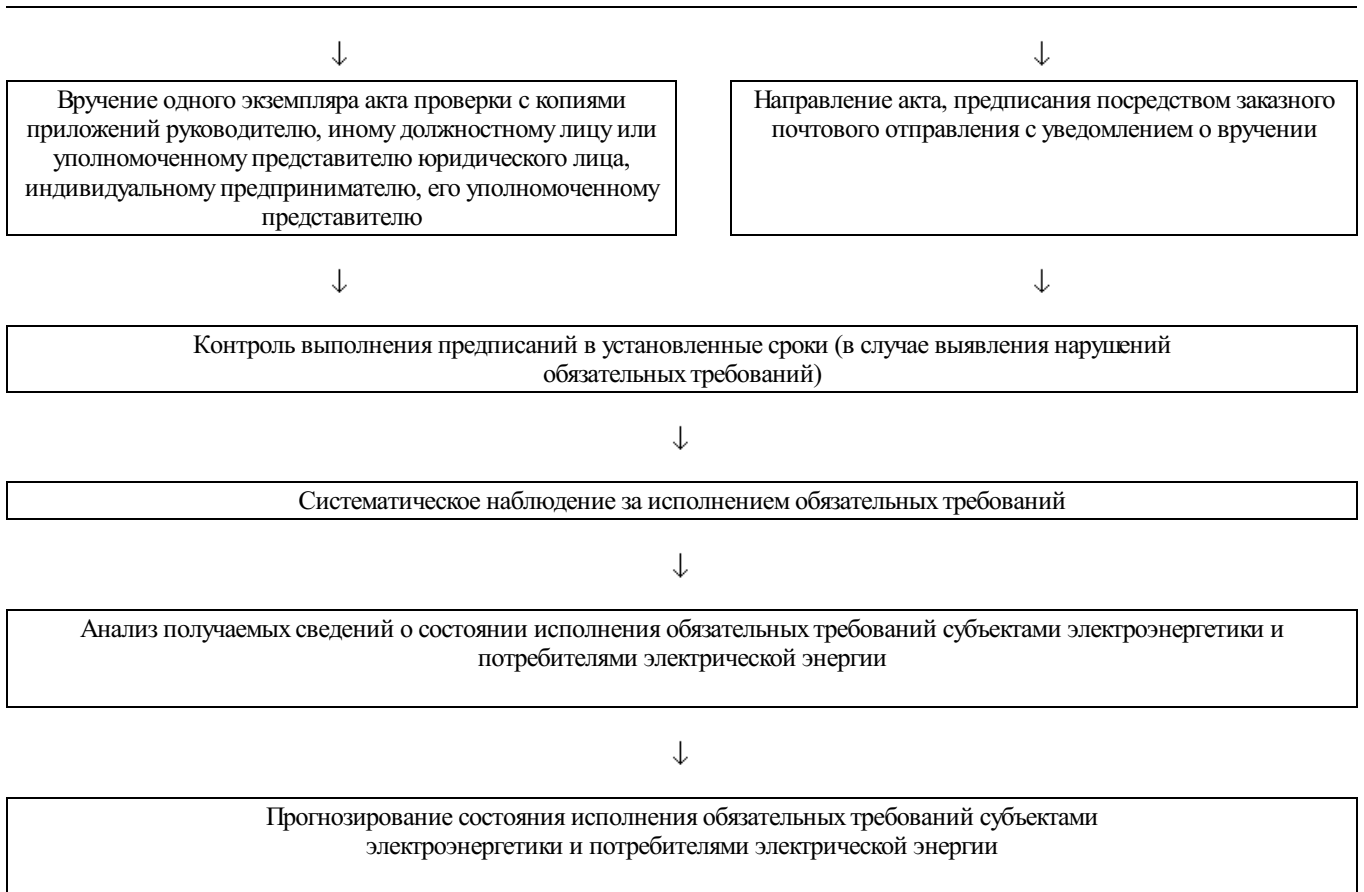 ↓ ↓
Вручение одного экземпляра акта проверки с копиями
приложений руководителю, иному должностному лицу или
уполномоченному представителю юридического лица,
индивидуальному предпринимателю, его уполномоченному
представителю
Направление акта, предписания посредством заказного
почтового отправления с уведомлением о вручении
↓ ↓
Контроль выполнения предписаний в установленные сроки (в случае выявления нарушений
обязательных требований)
↓
Систематическое наблюдение за исполнением обязательных требований
↓
Анализ получаемых сведений о состоянии исполнения обязательных требований субъектами электроэнергетики и
потребителями электрической энергии
↓
Прогнозирование состояния исполнения обязательных требований субъектами
электроэнергетики и потребителями электрической энергии